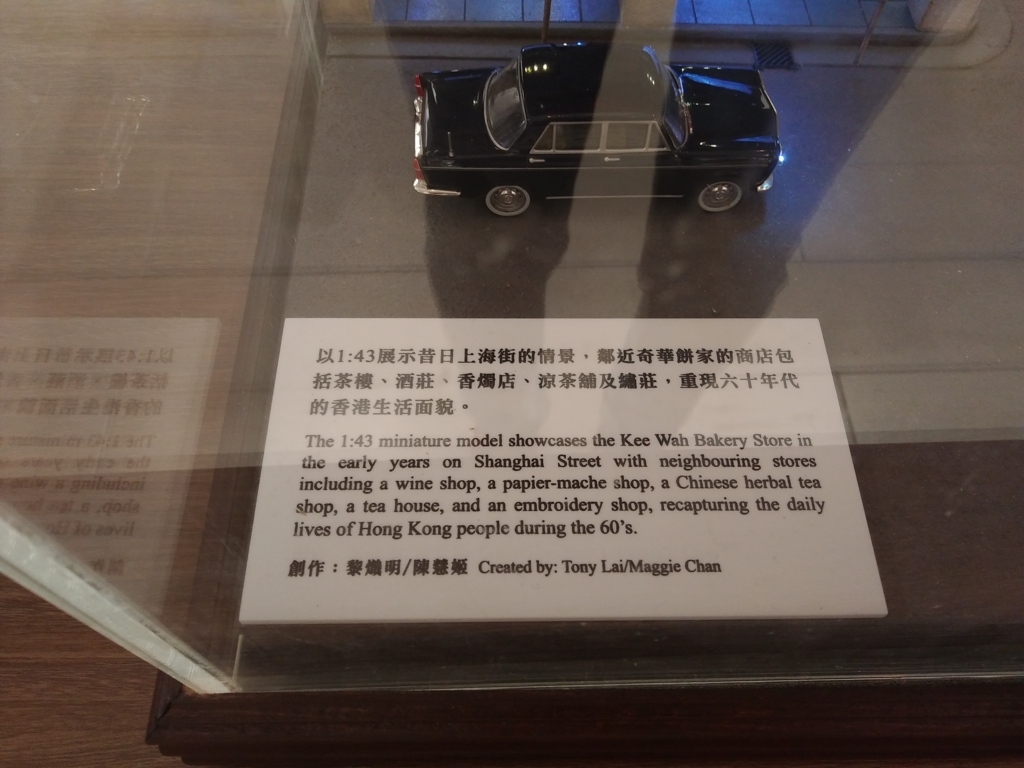 以1:43展示昔日上海街的情景，鄰近奇華餅家的商店包
括茶樓、酒莊、香燭店、涼茶舖及繡莊，重現六十年代
的香港生活面貌。
The 1:43 miniature model showcases the Kee Wah Bakery Store in
the early years on Shanghai Street with neighbouring stores
including a wine shop, a papier-mache shop, a Chinese herbal tea
shop, a tea house, and an embroidery shop, recapturing the daily
lives of Hong Kong people during the 60's.
創作：黎熾明/陳慧姬 Created by: Tony Lai/Maggie Chan